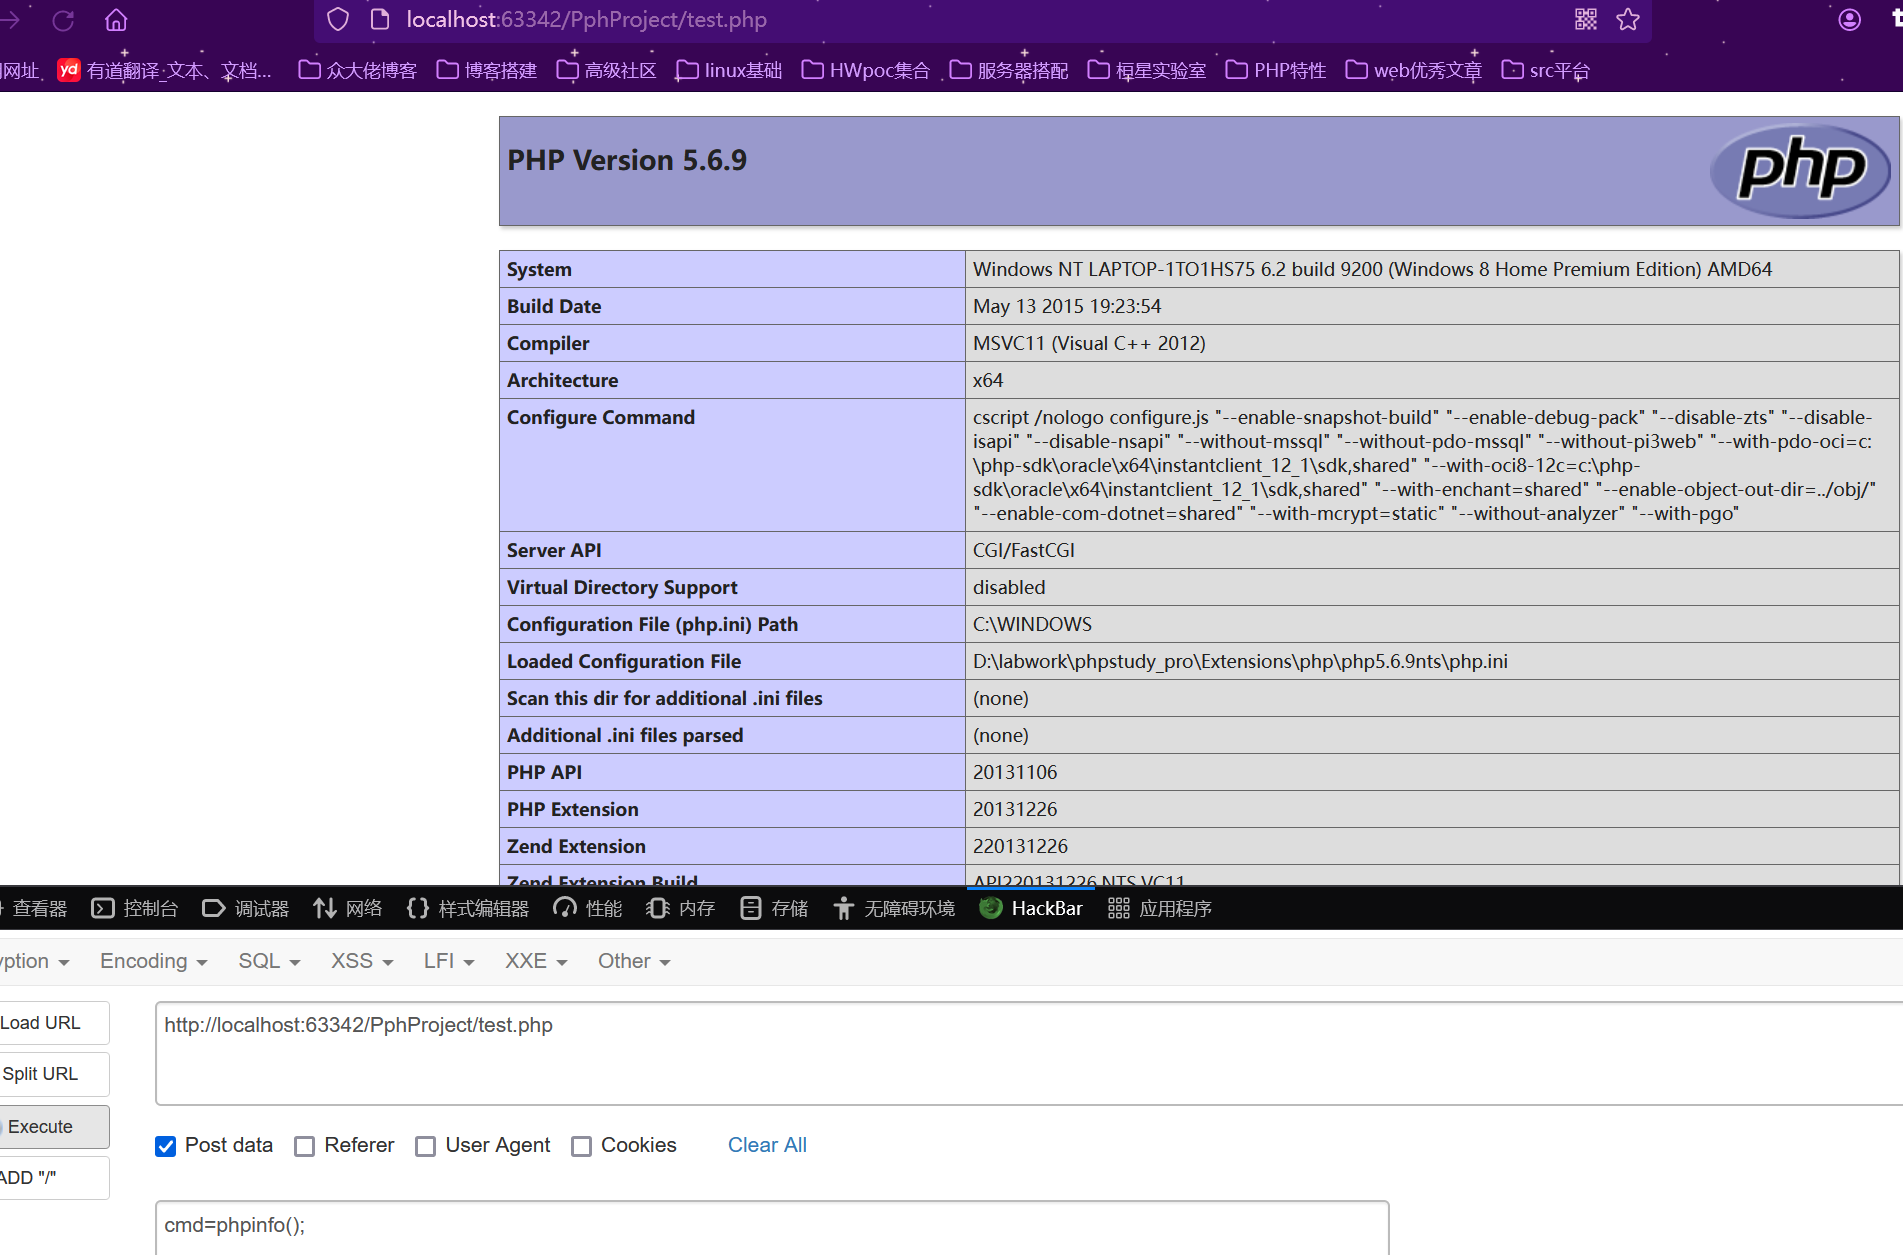 localhost:63342/PphProject/test.php
网址
yd 有道翻译_文本、文档... 众大佬博客 博客搭建 高级社区 linux基础 HWpoc集合 服务器搭配 恒星实验室 PHP特性 web优秀文章 src平台
PHP Version 5.6.9
php
System Windows NT LAPTOP-1TO1HS75 6.2 build 9200 (Windows 8 Home Premium Edition) AMD64
Build Date May 13 2015 19:23:54
Compiler MSVC11 (Visual C++ 2012)
Architecture x64
Configure Command cscript /nologo configure.js "--enable-snapshot-build" "--enable-debug-pack" "--disable-zts" "--disable-
isapi" "--disable-nsapi" "--without-mssql" "--without-pdo-mssql" "--without-pi3web" "--with-pdo-oci=c:
\php-sdk\oracle\x64\instantclient_12_1\sdk,shared" "--with-oci8-12c=c:\php-
sdk\oracle\x64\instantclient_12_1\sdk,shared" "--with-enchant=shared" "--enable-object-out-dir=../obj/"
"--enable-com-dotnet=shared" "--with-mcrypt=static" "--without-analyzer" "--with-pgo"
Server API CGI/FastCGI
Virtual Directory Support disabled
Configuration File (php.ini) Path C:\WINDOWS
Loaded Configuration File D:\labwork\phpstudy_pro\Extensions\php\php5.6.9nts\php.ini
Scan this dir for additional .ini files (none)
Additional .ini files parsed (none)
PHP API 20131106
PHP Extension 20131226
Zend Extension 220131226
Zend Extension Build API220131226,NTS,VC11
查看器 控制台 调试器 网络 样式编辑器 性能 内存 存储 无障碍环境 HackBar 应用程序
yption Encoding SQL XSS LFI XXE Other
Load URL
http://localhost:63342/PphProject/test.php
Split URL
Execute
Post data Referer User Agent Cookies Clear All
ADD "/"
cmd=phpinfo();